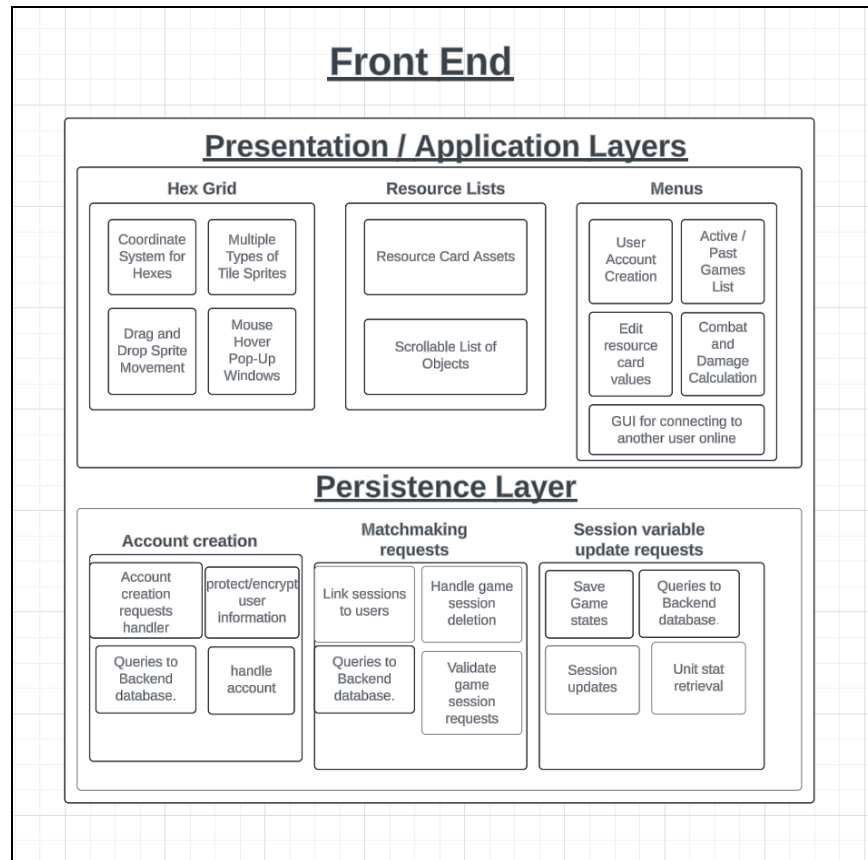 Front End
Presentation / Application Layers
Hex Grid
Coordinate
System for
Hexes
Multiple
Types of
Tile Sprites
Drag and
Drop Sprite
Movement
Mouse
Hover
Pop-Up
Windows
Resource Lists
Resource Card Assets
Scrollable List of
Objects
Menus
User
Account
Creation
Active /
Past
Games
List
Edit
resource
card
values
Combat
and
Damage
Calculation
GUI for connecting to
another user online
Persistence Layer
Account creation
Account
creation
requests
handler
protect/encrypt
user
information
Queries to
Backend
database.
handle
account
Matchmaking
requests
Link sessions
to users
Handle game
session
deletion
Queries to
Backend
database.
Validate
game
session
requests
Session variable
update requests
Save
Game
states
Queries to
Backend
database.
Session
updates
Unit stat
retrieval